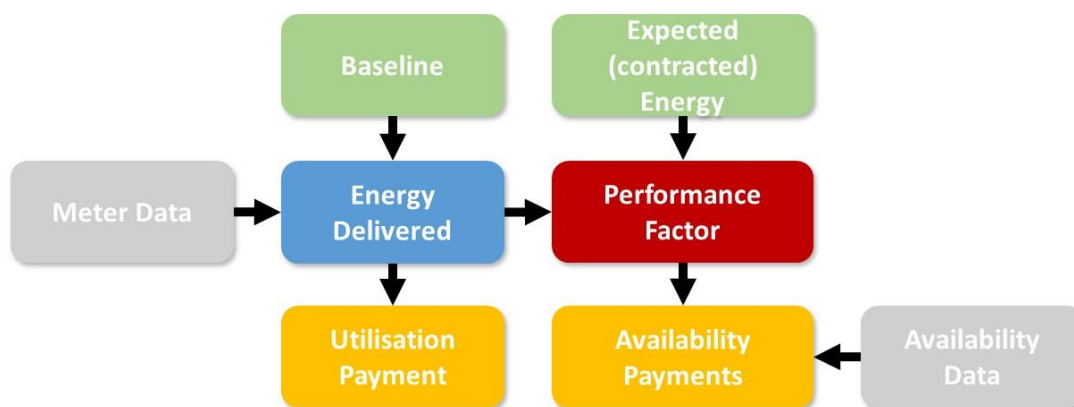 Baseline
Expected
(contracted)
Energy
Meter Data
Energy
Delivered
Performance
Factor
Utilisation
Payment
Availability
Payments
Availability
Data